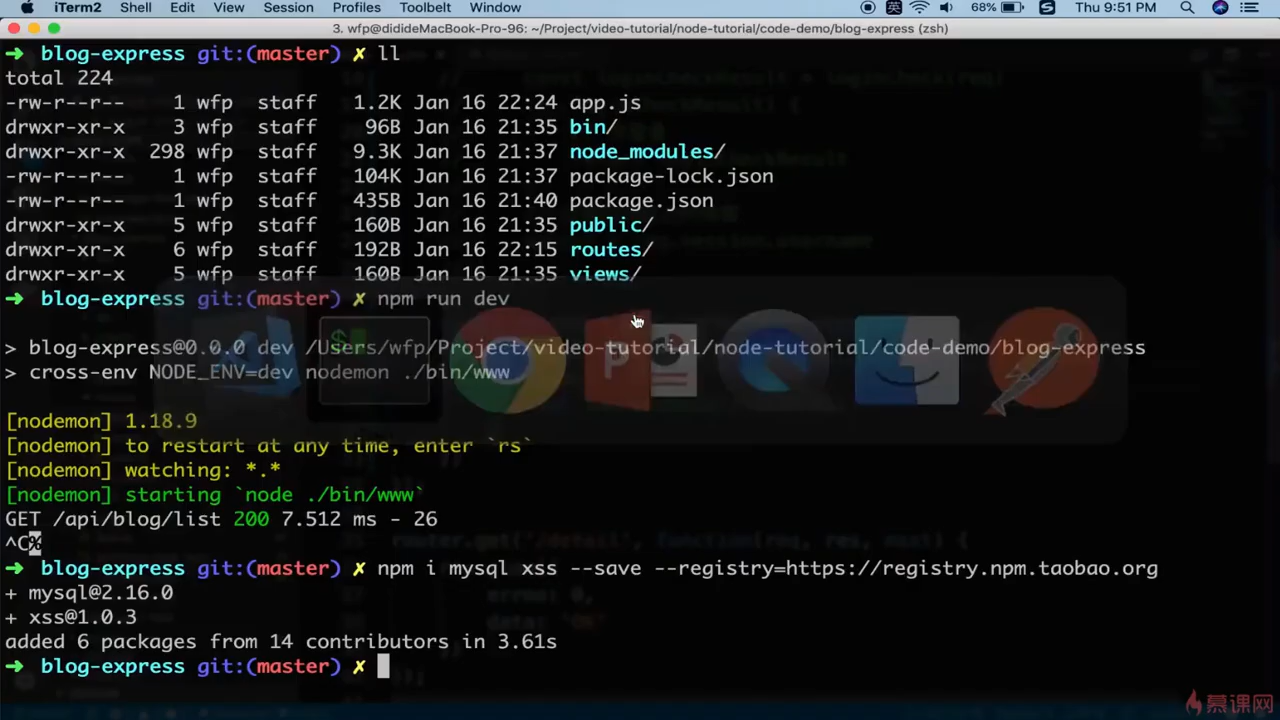 iTerm2 Shell Edit View Session Profiles Toolbelt Window 英 68% S Thu 9:51 PM
3. wfp@dideMacBook-Pro-96: ~/Project/video-tutorial/node-tutorial/code-demo/blog-express (zsh)
➜ blog-express git:(master) ✗ ll
total 224
-rw-r--r-- 1 wfp staff 1.2K Jan 16 22:24 app.js
drwxr-xr-x 3 wfp staff 96B Jan 16 21:35 bin/
drwxr-xr-x 298 wfp staff 9.3K Jan 16 21:37 node_modules/
-rw-r--r-- 1 wfp staff 104K Jan 16 21:37 package-lock.json
-rw-r--r-- 1 wfp staff 435B Jan 16 21:40 package.json
drwxr-xr-x 5 wfp staff 160B Jan 16 21:35 public/
drwxr-xr-x 6 wfp staff 192B Jan 16 22:15 routes/
drwxr-xr-x 5 wfp staff 160B Jan 16 21:35 views/
➜ blog-express git:(master) ✗ npm run dev
> blog-express@0.0.0 dev /Users/wfp/Project/video-tutorial/node-tutorial/code-demo/blog-express
> cross-env NODE_ENV=dev nodemon ./bin/www
[nodemon] 1.18.9
[nodemon] to restart at any time, enter `rs`
[nodemon] watching: *.*
[nodemon] starting `node ./bin/www`
GET /api/blog/list 200 7.512 ms - 26
^C%
➜ blog-express git:(master) ✗ npm i mysql xss --save --registry=https://registry.npm.taobao.org
+ mysql@2.16.0
+ xss@1.0.3
added 6 packages from 14 contributors in 3.61s
➜ blog-express git:(master) ✗
慕课网